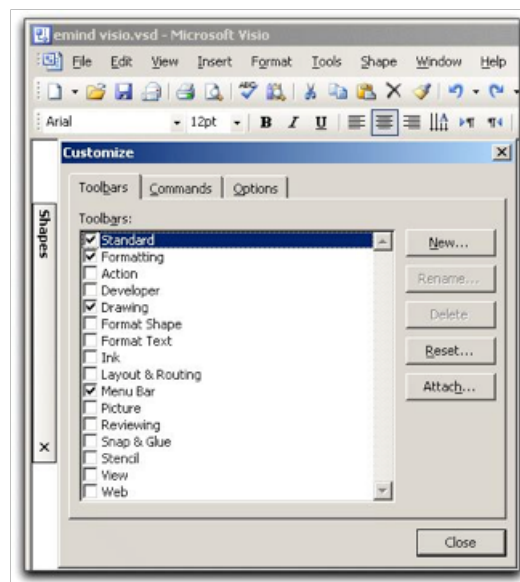 emind visio.vsd - Microsoft Visio
File Edit View Insert Format Tools Shape Window Help
ABC
Arial 12pt B I U
Customize
Toolbars Commands Options
Shapes
Toolbars:
Standard
Formatting
Action
Developer
Drawing
Format Shape
Format Text
Ink
Layout & Routing
Menu Bar
Picture
Reviewing
Snap & Glue
Stencil
View
Web
New...
Rename...
Delete
Reset...
Attach...
Close